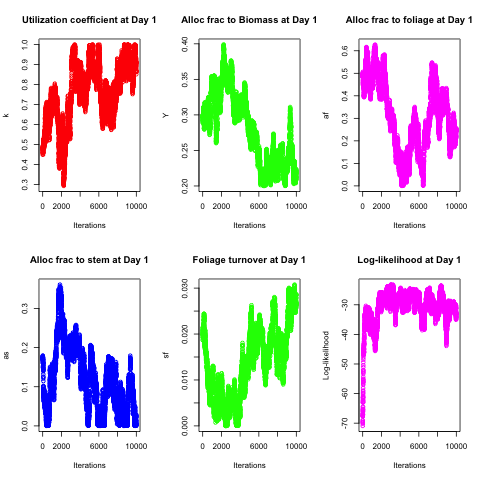 Utilization coefficient at Day 1
k
0.3 0.4 0.5 0.6 0.7 0.8 0.9 1.0
0 2000 6000 10000
Iterations
Alloc frac to Biomass at Day 1
Y
0.20 0.25 0.30 0.35 0.40
0 2000 6000 10000
Iterations
Alloc frac to foliage at Day 1
af
0.0 0.1 0.2 0.3 0.4 0.5 0.6
0 2000 6000 10000
Iterations
Alloc frac to stem at Day 1
as
0.0 0.1 0.2 0.3
0 2000 6000 10000
Iterations
Foliage turnover at Day 1
sf
0.000 0.010 0.020 0.030
0 2000 6000 10000
Iterations
Log-likelihood at Day 1
Log-likelihood
-70 -60 -50 -40 -30
0 2000 6000 10000
Iterations